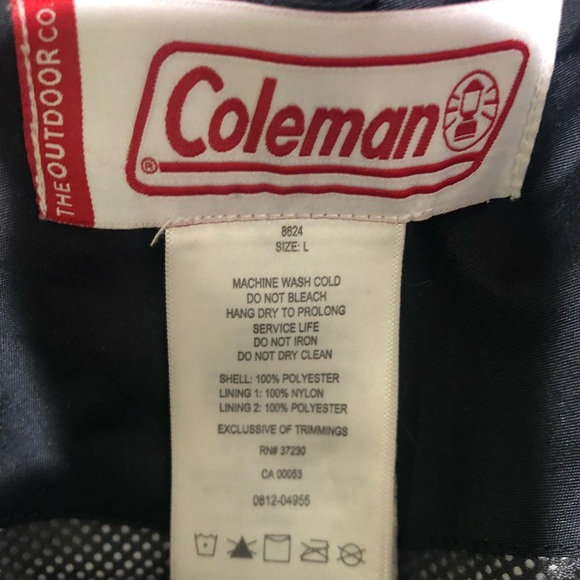 THE OUTDOOR CO.
Coleman
®
8624
SIZE: L
MACHINE WASH COLD
DO NOT BLEACH
HANG DRY TO PROLONG
SERVICE LIFE
DO NOT IRON
DO NOT DRY CLEAN
SHELL: 100% POLYESTER
LINING 1: 100% NYLON
LINING 2: 100% POLYESTER
EXCLUSSIVE OF TRIMMINGS
RN# 37230
CA 00053
0812-04955